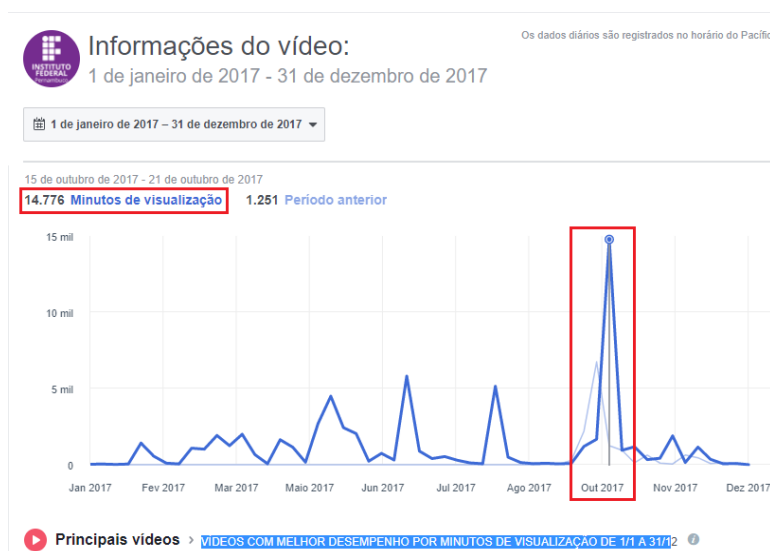 Os dados diários são registrados no horário do Pacífic
INSTITUTO
FEDERAL
Pernambuco
Informações do vídeo:
1 de janeiro de 2017 - 31 de dezembro de 2017
1 de janeiro de 2017 – 31 de dezembro de 2017
15 de outubro de 2017 - 21 de outubro de 2017
14.776 Minutos de visualização 1.251 Período anterior
15 mil
10 mil
5 mil
0
Jan 2017 Fev 2017 Mar 2017 Maio 2017 Jun 2017 Jul 2017 Ago 2017 Out 2017 Nov 2017 Dez 2017
Principais vídeos > VIDEOS COM MELHOR DESEMPENHO POR MINUTOS DE VISUALIZAÇÃO DE 1/1 A 31/12